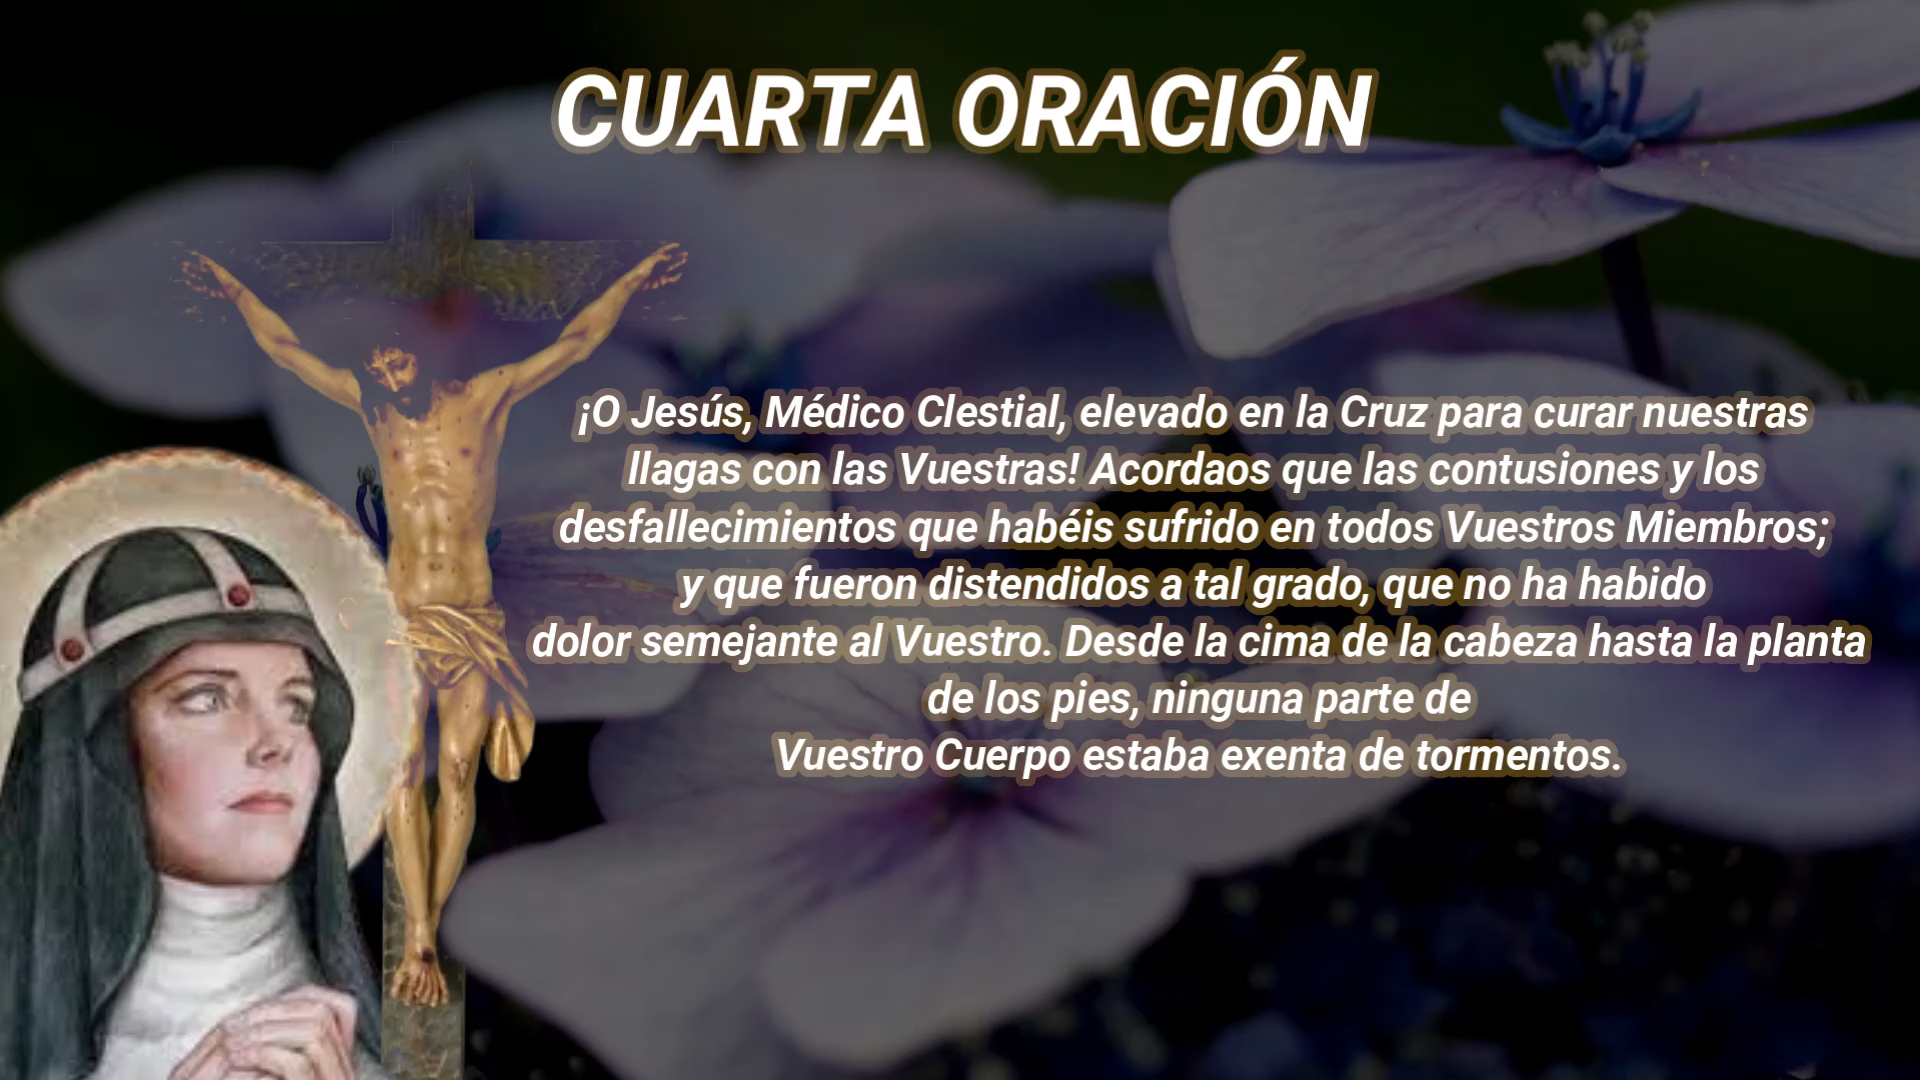 CUARTA ORACIÓN
¡O Jesús, Médico Clestial, elevado en la Cruz para curar nuestras
llagas con las Vuestras! Acordaos que las contusiones y los
desfallecimientos que habéis sufrido en todos Vuestros Miembros;
y que fueron distendidos a tal grado, que no ha habido
dolor semejante al Vuestro. Desde la cima de la cabeza hasta la planta
de los pies, ninguna parte de
Vuestro Cuerpo estaba exenta de tormentos.